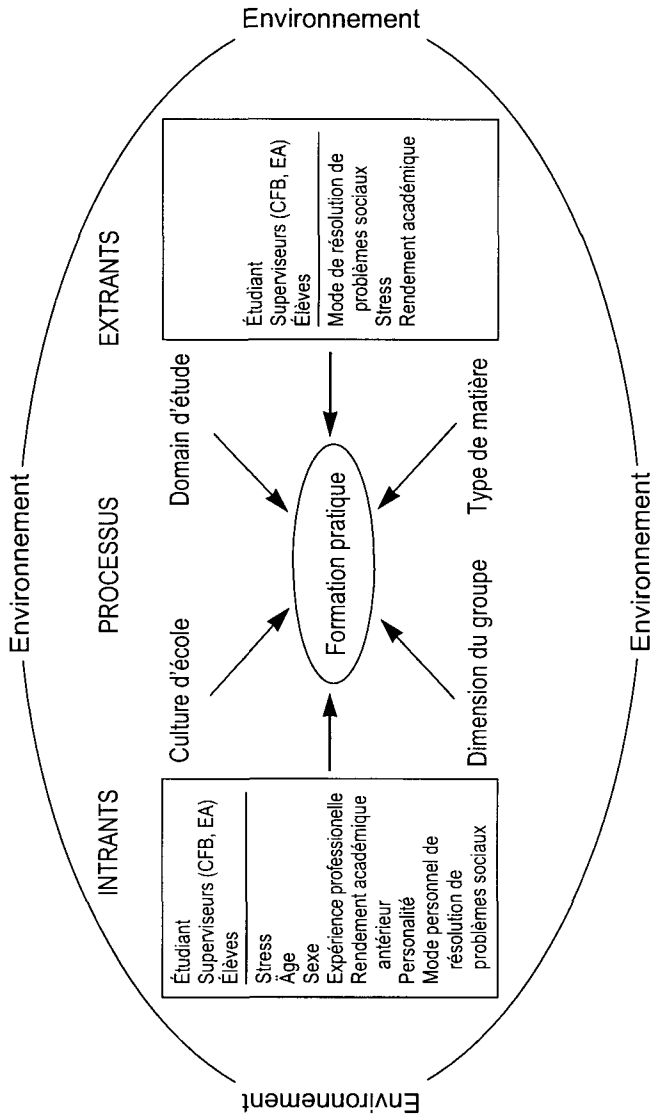 Environnement
INTRANTS
PROCESSUS
EXTRANTS
Environnement
Étudiant
Superviseurs (CFB, EA)
Élèves
Stress
Äge
Sexe
Expérience professionelle
Rendement académique
antérieur
Personalité
Mode personnel de
résolution de
problèmes sociaux
Culture d'école
Domain d'étude
Formation pratique
Dimension du groupe
Type de matière
Étudiant
Superviseurs (CFB, EA)
Élèves
Mode de résolution de
problèmes sociaux
Stress
Rendement académique
Environnement
Environnement